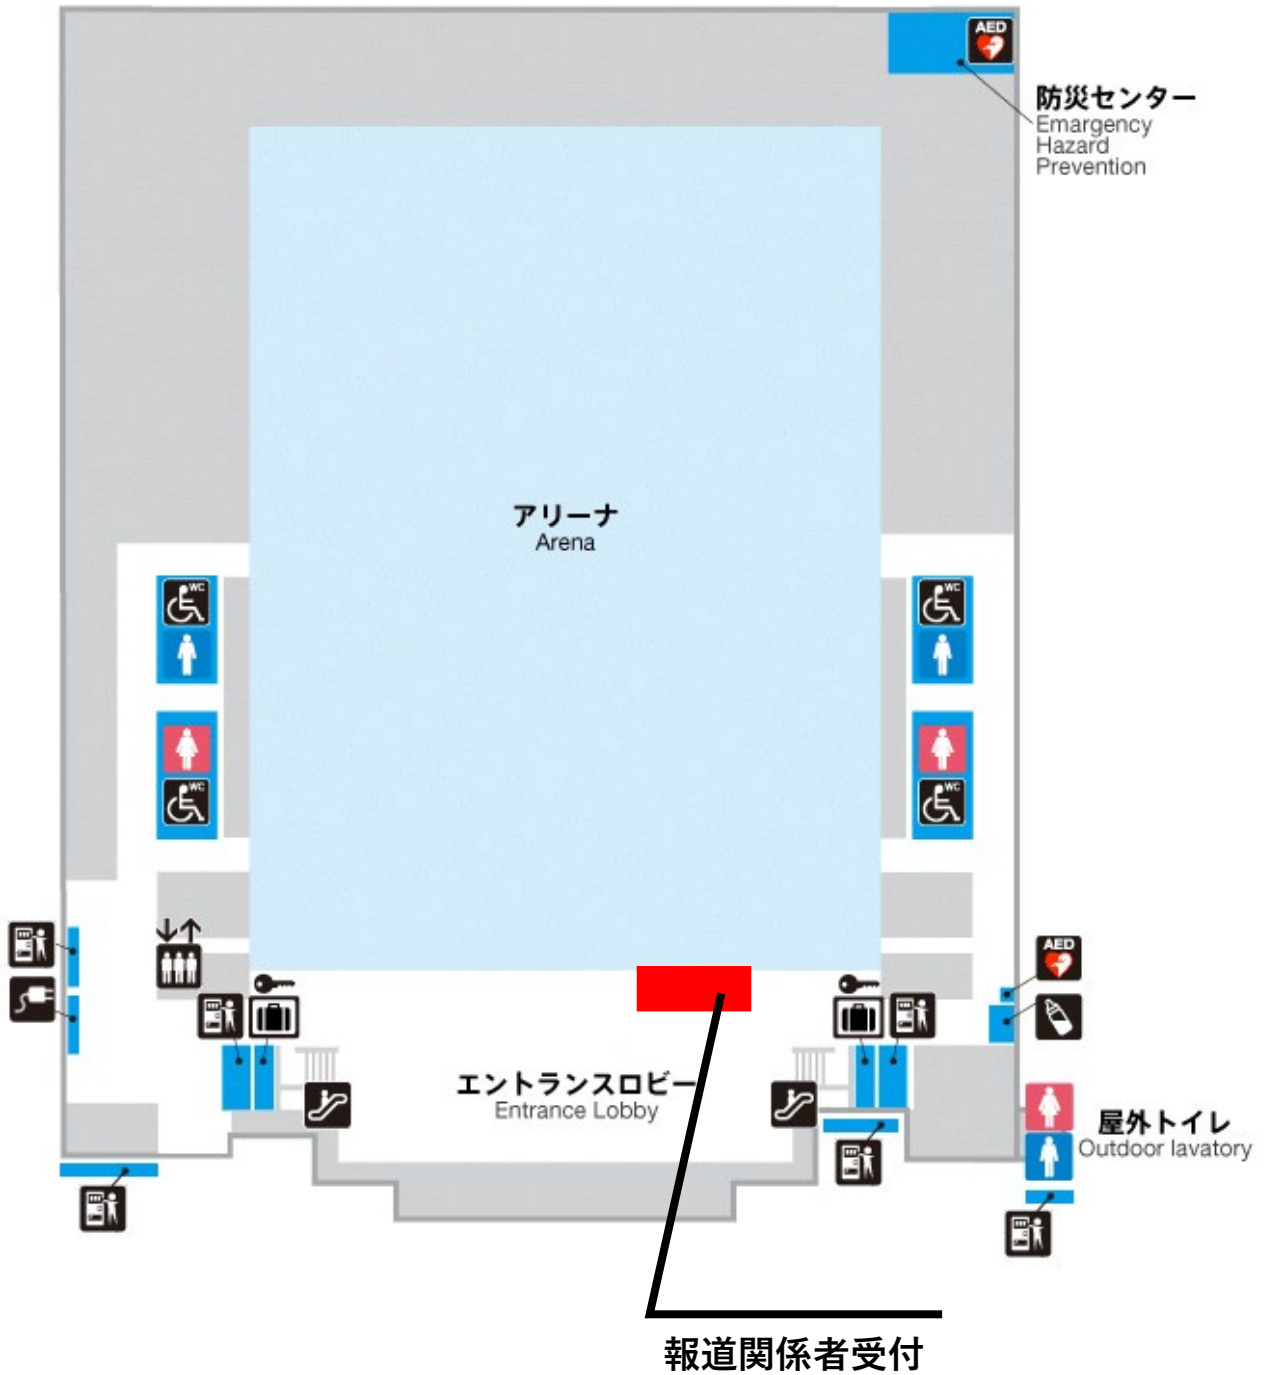 AED
防災センター
Emargency
Hazard
Prevention
アリーナ
Arena
WC
WC
WC
WC
AED
エントランスロビー
Entrance Lobby
屋外トイレ
Outdoor lavatory
報道関係者受付